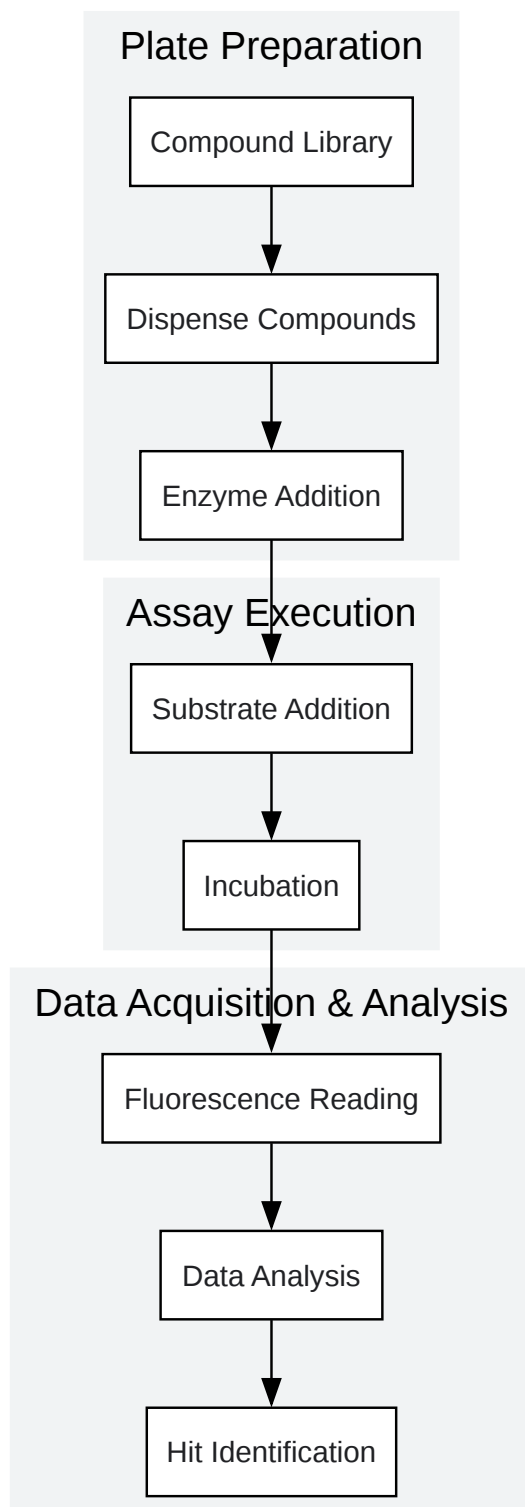 Plate Preparation
Compound Library
Dispense Compounds
Enzyme Addition
Assay Execution
Substrate Addition
Incubation
Data Acquisition & Analysis
Fluorescence Reading
Data Analysis
Hit Identification